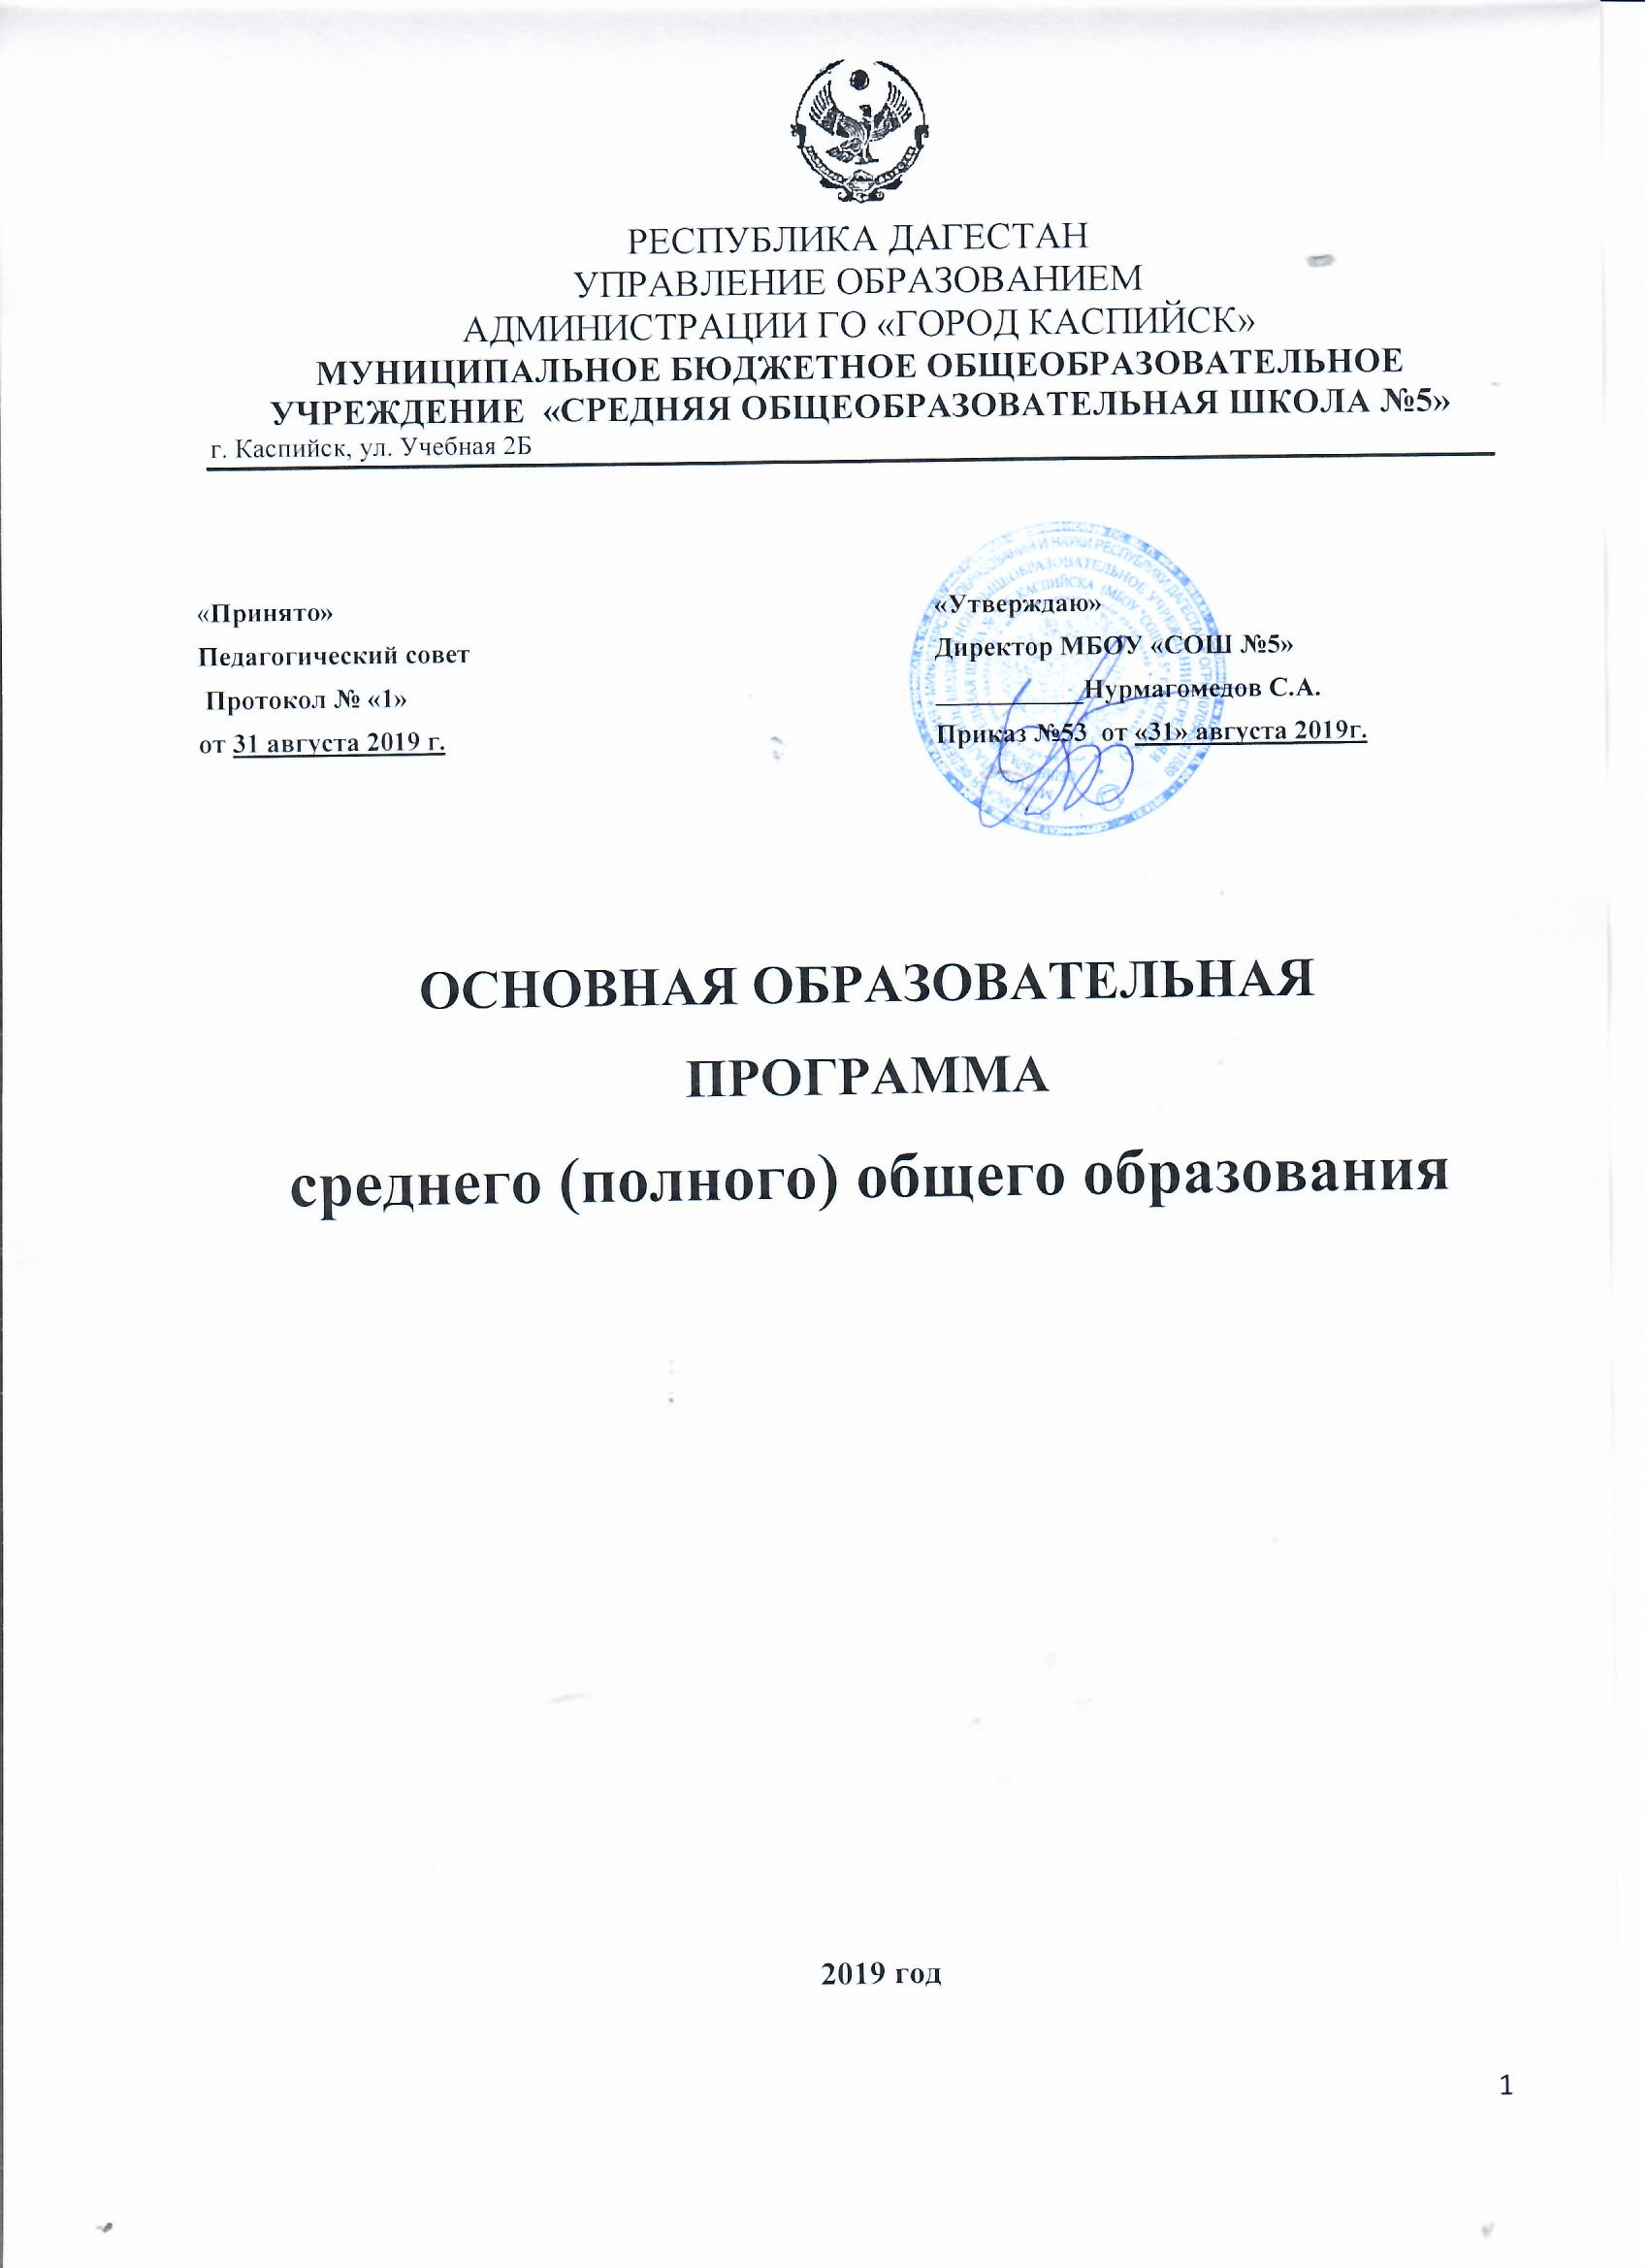 РЕСПУБЛИКА ДАГЕСТАН
УПРАВЛЕНИЕ ОБРАЗОВАНИЕМ
АДМИНИСТРАЦИИ ГО «ГОРОД КАСПИЙСК»
МУНИЦИПАЛЬНОЕ БЮДЖЕТНОЕ ОБЩЕОБРАЗОВАТЕЛЬНОЕ
УЧРЕЖДЕНИЕ «СРЕДНЯЯ ОБЩЕОБРАЗОВАТЕЛЬНАЯ ШКОЛА №5»
г. Каспийск, ул. Учебная 2Б
«Принято»
Педагогический совет
Протокол № «1»
от 31 августа 2019 г.
«Утверждаю»
Директор МБОУ «СОШ №5»
___________Нурмагомедов С.А.
Приказ №53 от «31» августа 2019г.
ОСНОВНАЯ ОБРАЗОВАТЕЛЬНАЯ
ПРОГРАММА
среднего (полного) общего образования
2019 год
1